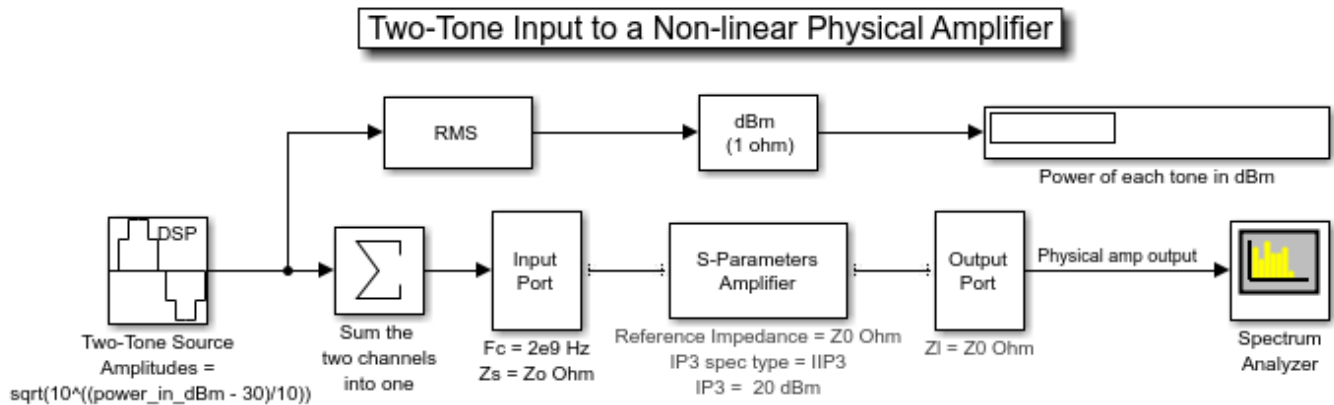 Two-Tone Input to a Non-linear Physical Amplifier
RMS
dBm
(1 ohm)
Power of each tone in dBm
DSP
Two-Tone Source
Amplitudes =
sqrt(10^((power_in_dBm - 30)/10))
Sum the
two channels
into one
Input
Port
Fc = 2e9 Hz
Zs = Zo Ohm
S-Parameters
Amplifier
Reference Impedance = Z0 Ohm
IP3 spec type = IIP3
IP3 =  20 dBm
Output
Port
Zl = Z0 Ohm
Physical amp output
Spectrum
Analyzer